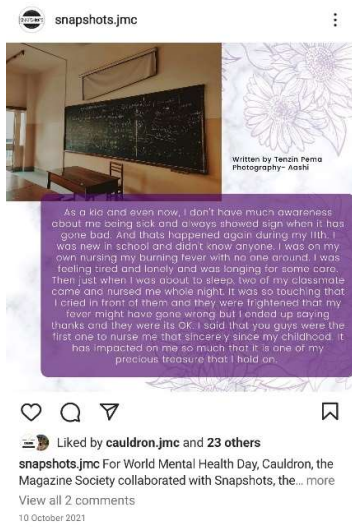 snapshots.jmc
Written by Tenzin Pema
Photography- Aashi
As a kid and even now, I don't have much awareness
about me being sick and always showed sign when it has
gone bad. And thats happened again during my 11th. I
was new in school and didn't know anyone. I was on my
own nursing my burning fever with no one around. I was
feeling tired and lonely and was longing for some care.
Then just when I was about to sleep, two of my classmate
came and nursed me whole night. It was so touching that
I cried in front of them and they were frightened that my
fever might have gone wrong but I ended up saying
thanks and they were its OK. I said that you guys were the
first one to nurse me that sincerely since my childhood. It
has impacted on me so much that it is one of my
precious treasure that I hold on.
Liked by cauldron.jmc and 23 others
snapshots.jmc For World Mental Health Day, Cauldron, the
Magazine Society collaborated with Snapshots, the... more
View all 2 comments
10 October 2021